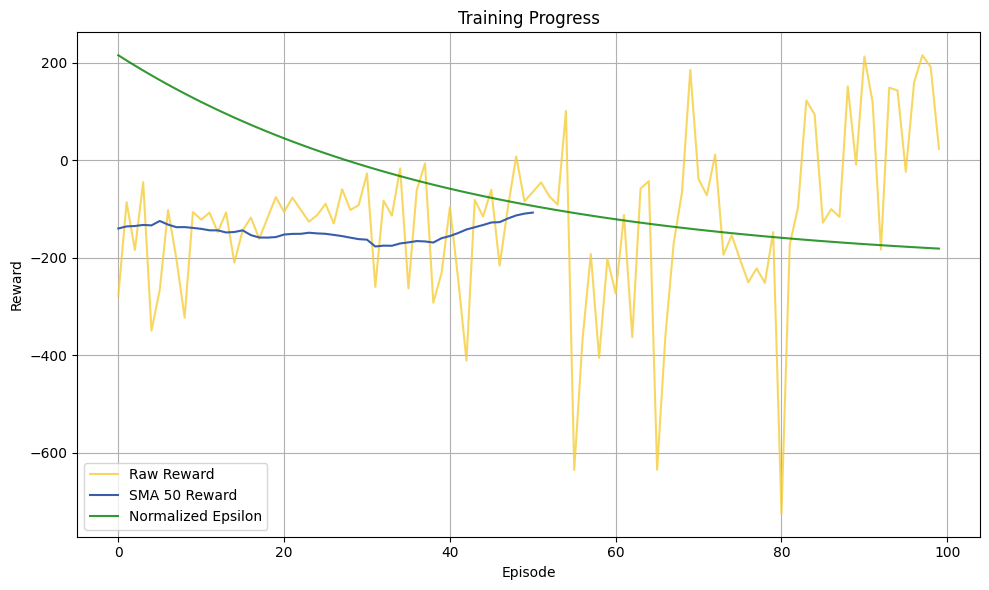 Training Progress
Reward
200
0
−200
−400
−600
Raw Reward
SMA 50 Reward
Normalized Epsilon
0 20 40 60 80 100
Episode